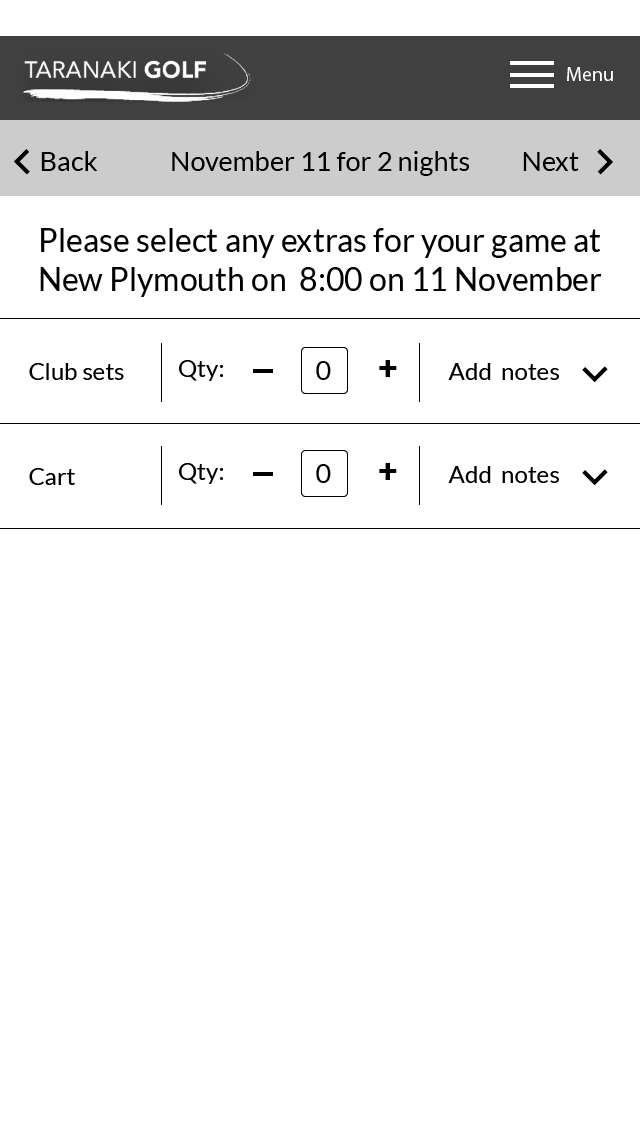 TARANAKI GOLF
Menu
Back
November 11 for 2 nights
Next
Please select any extras for your game at
New Plymouth on  8:00 on 11 November
Club sets
Qty:
0
Add  notes
Cart
Qty:
0
Add  notes